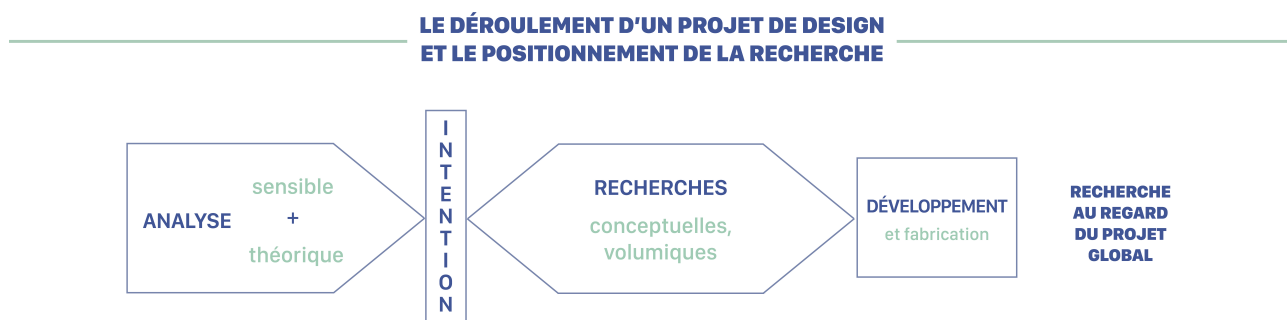 LE DÉROULEMENT D'UN PROJET DE DESIGN
ET LE POSITIONNEMENT DE LA RECHERCHE
ANALYSE
sensible
+
théorique
INTENTION
RECHERCHES
conceptuelles,
volumiques
DÉVELOPPEMENT
et fabrication
RECHERCHE
AU REGARD
DU PROJET
GLOBAL